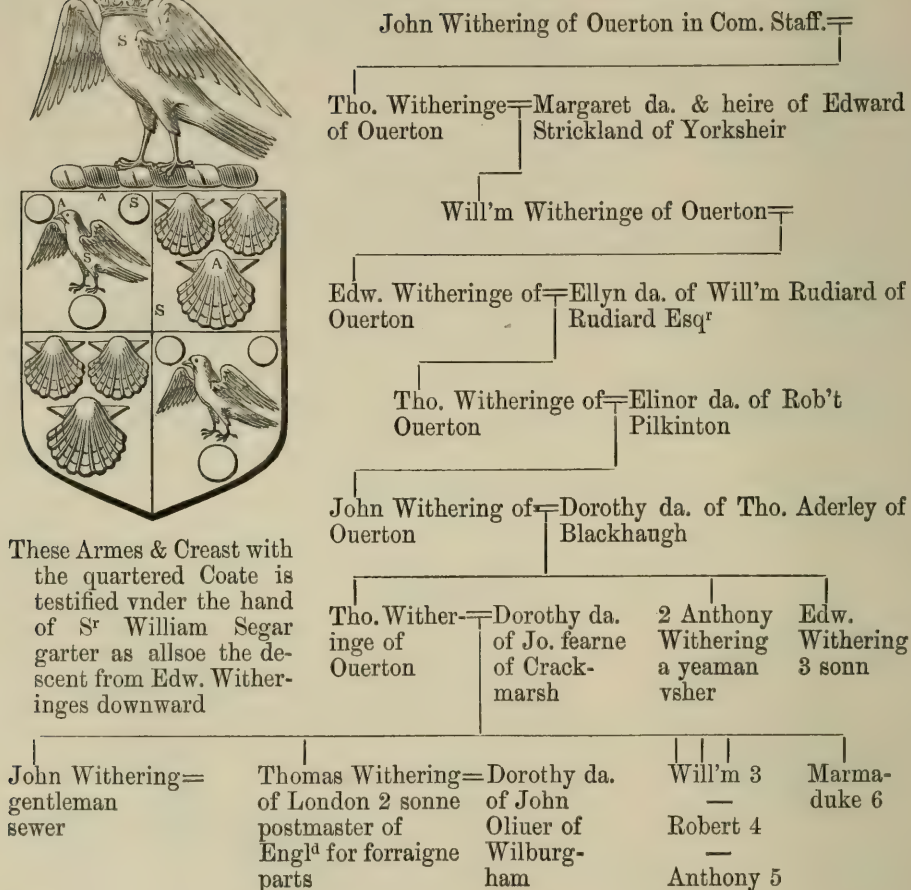 John Withering of Ouerton in Com. Staff.
Tho. Witheringe
of Ouerton
Margaret da. & heire of Edward
Strickland of Yorksheir
Will'm Witheringe of Ouerton
Edw. Witheringe of
Ouerton
Ellyn da. of Will'm Rudiard of
Rudiard Esqʳ
Tho. Witheringe of
Ouerton
Elinor da. of Rob't
Pilkinton
John Withering of
Ouerton
Dorothy da. of Tho. Aderley of
Blackhaugh
S
A A S
S
A
S
These Armes & Creast with
the quartered Coate is
testified vnder the hand
of Sʳ William Segar
garter as allsoe the de-
scent from Edw. Wither-
inges downward
Tho. Wither-
inge of
Ouerton
Dorothy da.
of Jo. fearne
of Crack-
marsh
2 Anthony
Withering
a yeaman
vsher
Edw.
Withering
3 sonn
John Withering
gentleman
sewer
Thomas Withering
of London 2 sonne
postmaster of
Englᵈ for forraigne
parts
Dorothy da.
of John
Oliuer of
Wilburg-
ham
Will'm 3
—
Robert 4
—
Anthony 5
Marma-
duke 6